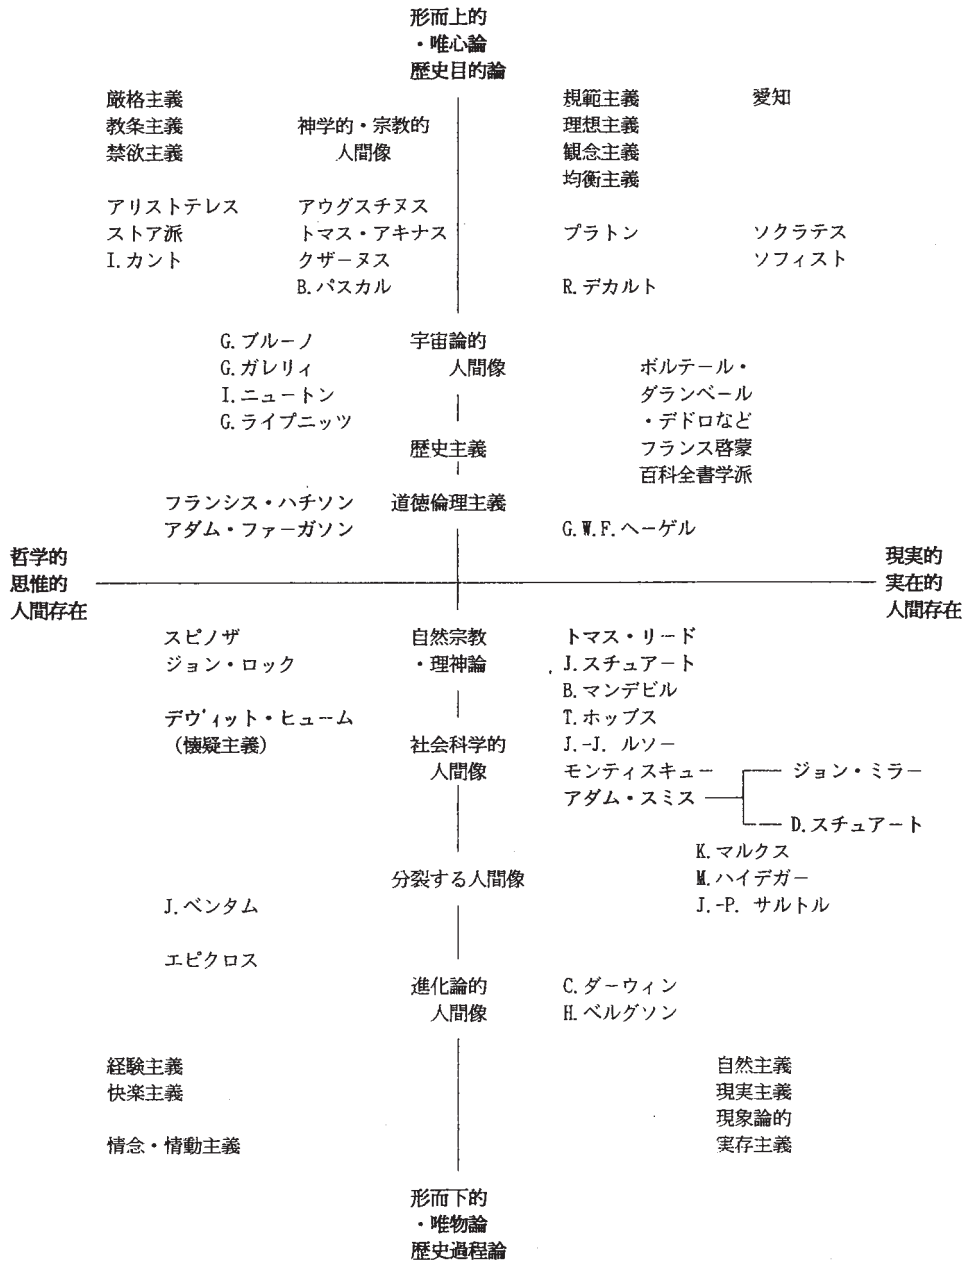 形而上的
・唯心論
歴史目的論
厳格主義
教条主義
禁欲主義
神学的・宗教的
人間像
規範主義
理想主義
観念主義
均衡主義
愛知
アリストテレス
ストア派
I.カント
アウグスチヌス
トマス・アキナス
クザーヌス
B.パスカル
プラトン
R.デカルト
ソクラテス
ソフィスト
G.ブルーノ
G.ガレリィ
I.ニュートン
G.ライプニッツ
宇宙論的
人間像
ボルテール・
ダランベール
・デドロなど
フランス啓蒙
百科全書学派
歴史主義
フランシス・ハチソン
アダム・ファーガソン
道徳倫理主義
G.W.F.ヘーゲル
哲学的
思惟的
人間存在
現実的
実在的
人間存在
スピノザ
ジョン・ロック
自然宗教
・理神論
トマス・リード
J.スチュアート
B.マンデビル
T.ホッブス
J.-J. ルソー
モンティスキュー
アダム・スミス
ジョン・ミラー
D.スチュアート
デヴィット・ヒューム
（懐疑主義）
社会科学的
人間像
K.マルクス
M.ハイデガー
J.-P. サルトル
分裂する人間像
J.ベンタム
エピクロス
進化論的
人間像
C.ダーウィン
H.ベルグソン
経験主義
快楽主義
情念・情動主義
自然主義
現実主義
現象論的
実存主義
形而下的
・唯物論
歴史過程論